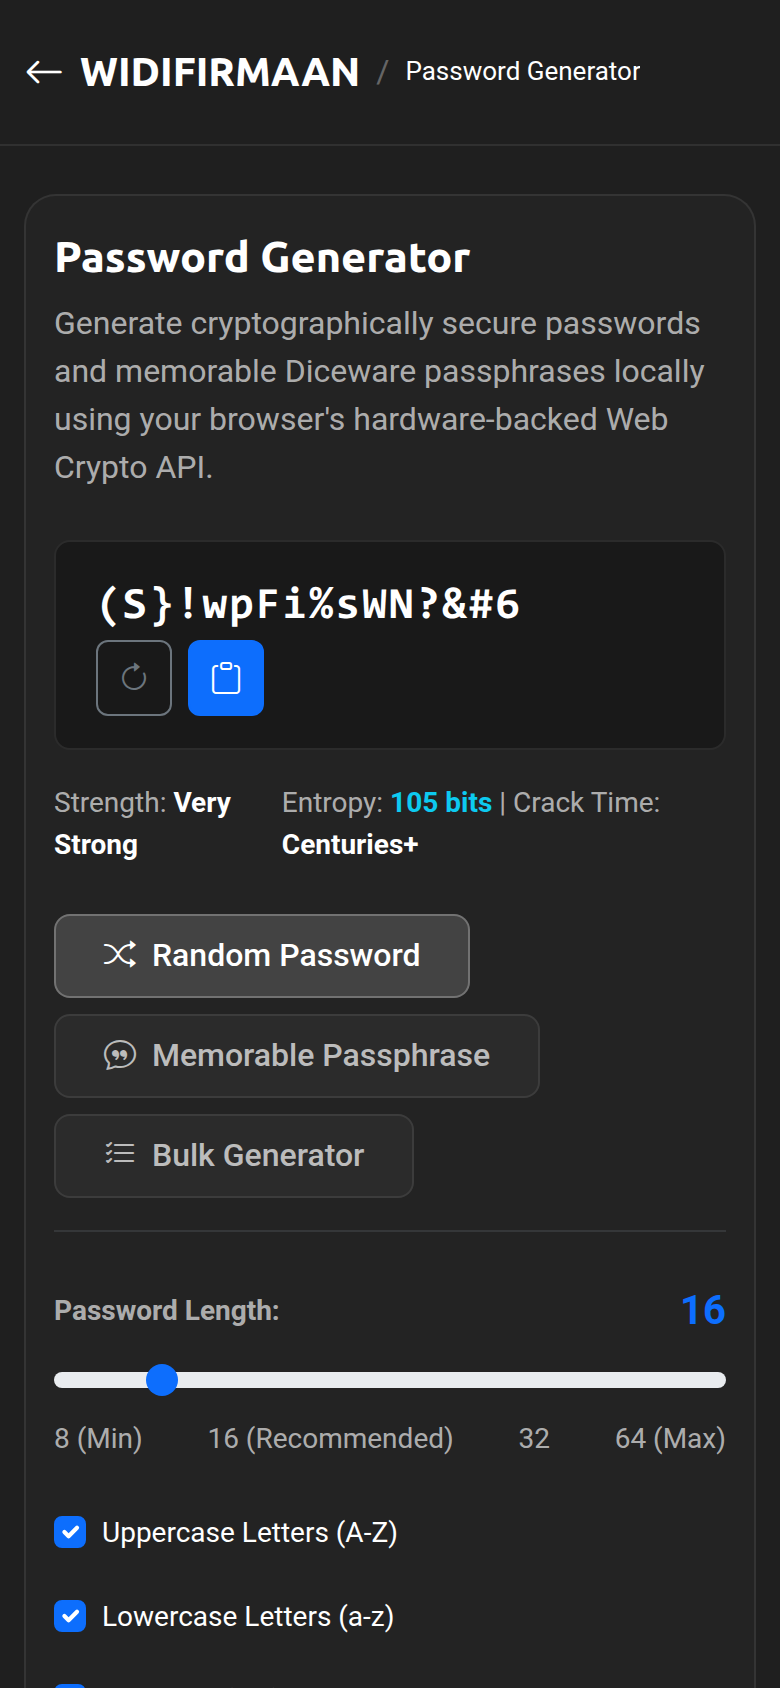 WIDIFIRMAAN / Password Generator
Password Generator
Generate cryptographically secure passwords
and memorable Diceware passphrases locally
using your browser's hardware-backed Web
Crypto API.
(S}!wpFi%sWN?&#6
Strength: Very
Strong
Entropy: 105 bits | Crack Time:
Centuries+
Random Password
Memorable Passphrase
Bulk Generator
Password Length: 16
8 (Min) 16 (Recommended) 32 64 (Max)
Uppercase Letters (A-Z)
Lowercase Letters (a-z)